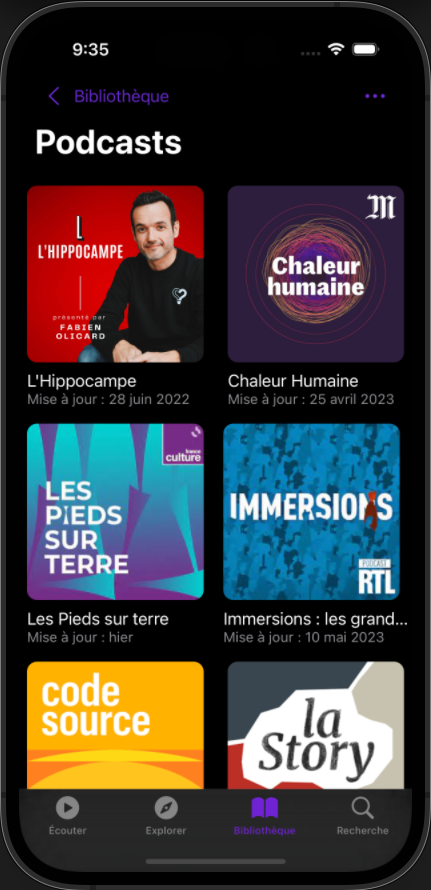 9:35
Bibliothèque
Podcasts
L
L'HIPPOCAMPE
présenté par
FABIEN
OLICARD
M
Chaleur
humaine
L'Hippocampe
Mise à jour : 28 juin 2022
Chaleur Humaine
Mise à jour : 25 avril 2023
france
culture
LES
PIEDS
SUR
TERRE
IMMERSIONS
PODCAST
RTL
Les Pieds sur terre
Mise à jour : hier
Immersions : les grand...
Mise à jour : 10 mai 2023
code
source
la
Story
Écouter
Explorer
Bibliothèque
Recherche